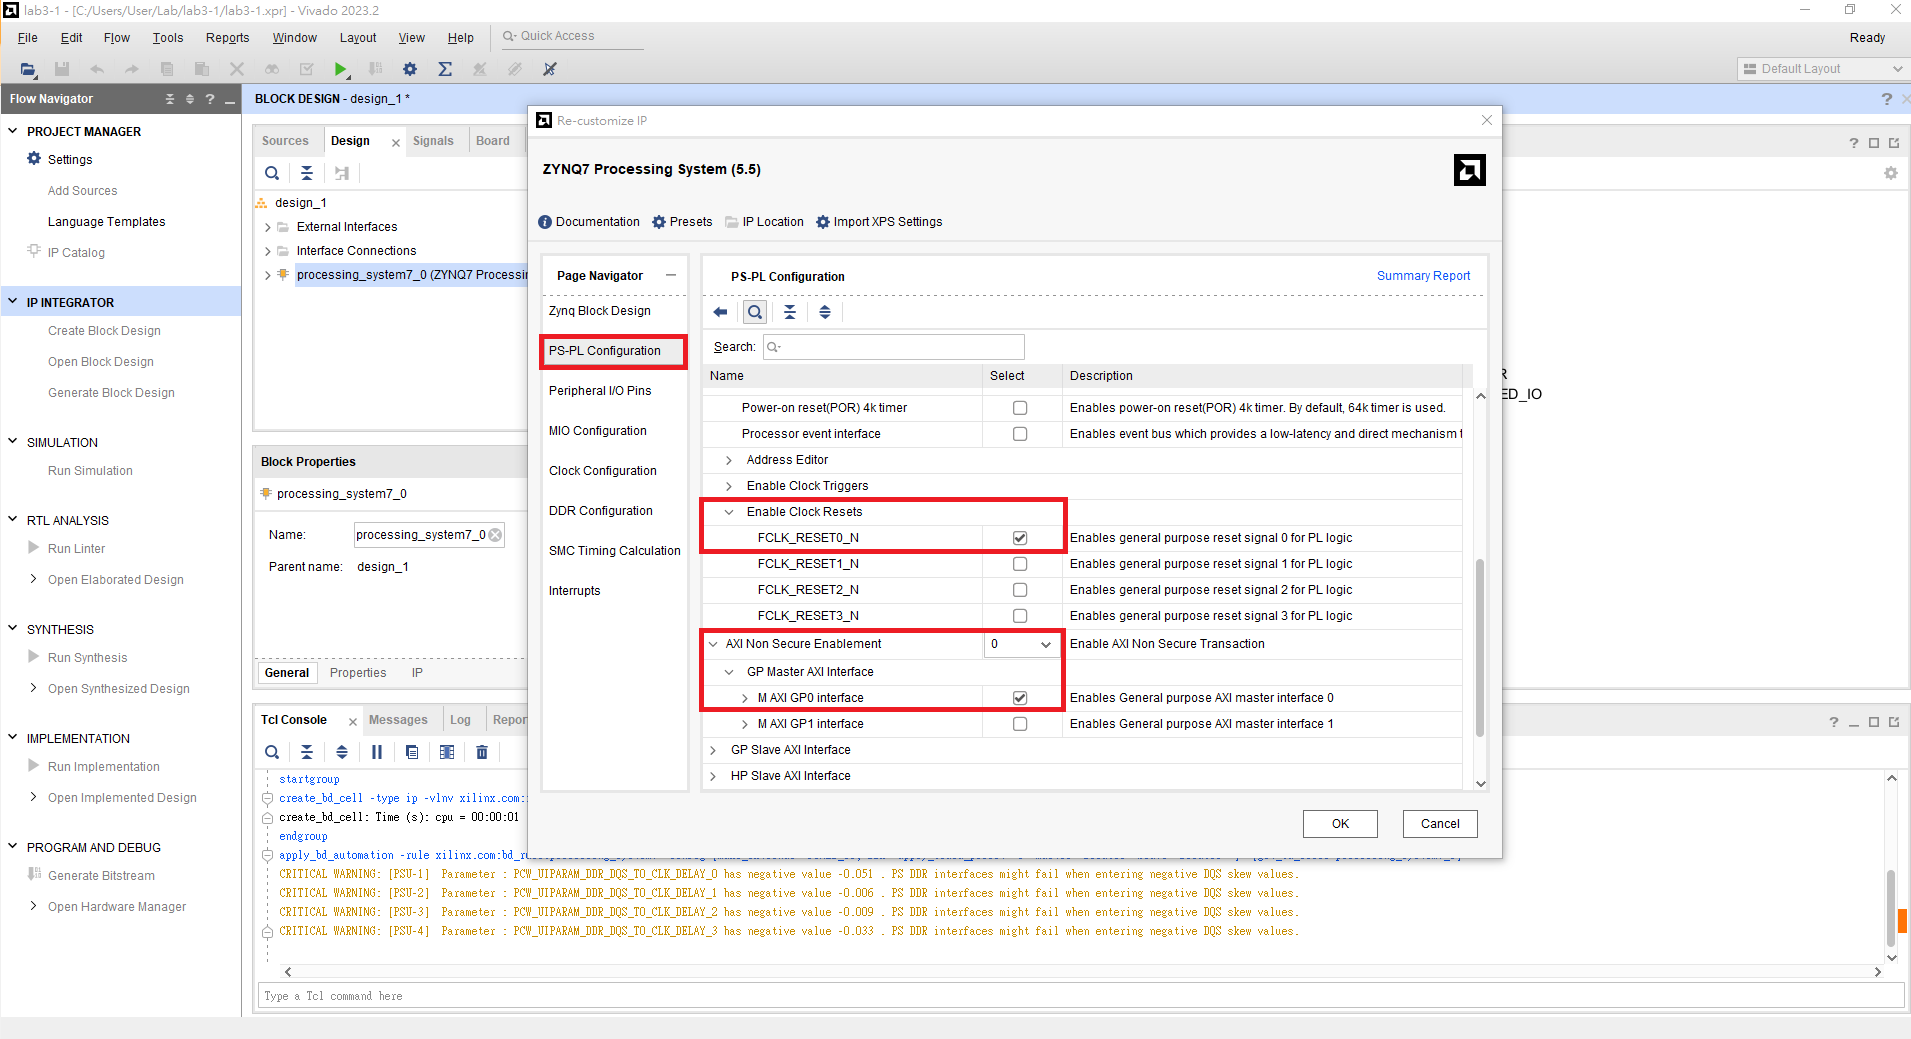 lab3-1 - [C:/Users/User/Lab/lab3-1/lab3-1.xpr] - Vivado 2023.2
File Edit Flow Tools Reports Window Layout View Help Quick Access
Ready
Default Layout
Flow Navigator
PROJECT MANAGER
Settings
Add Sources
Language Templates
IP Catalog
IP INTEGRATOR
Create Block Design
Open Block Design
Generate Block Design
SIMULATION
Run Simulation
RTL ANALYSIS
Run Linter
Open Elaborated Design
SYNTHESIS
Run Synthesis
Open Synthesized Design
IMPLEMENTATION
Run Implementation
Open Implemented Design
PROGRAM AND DEBUG
Generate Bitstream
Open Hardware Manager
BLOCK DESIGN - design_1 *
Sources Design Signals Board
design_1
External Interfaces
Interface Connections
processing_system7_0 (ZYNQ7 Processin
Block Properties
processing_system7_0
Name: processing_system7_0
Parent name: design_1
General Properties IP
Re-customize IP
ZYNQ7 Processing System (5.5)
Documentation Presets IP Location Import XPS Settings
Page Navigator
Zynq Block Design
PS-PL Configuration
Peripheral I/O Pins
MIO Configuration
Clock Configuration
DDR Configuration
SMC Timing Calculation
Interrupts
PS-PL Configuration
Summary Report
Search:
Name Select Description
Power-on reset(POR) 4k timer Enables power-on reset(POR) 4k timer. By default, 64k timer is used.
Processor event interface Enables event bus which provides a low-latency and direct mechanism t
Address Editor
Enable Clock Triggers
Enable Clock Resets
FCLK_RESET0_N Enables general purpose reset signal 0 for PL logic
FCLK_RESET1_N Enables general purpose reset signal 1 for PL logic
FCLK_RESET2_N Enables general purpose reset signal 2 for PL logic
FCLK_RESET3_N Enables general purpose reset signal 3 for PL logic
AXI Non Secure Enablement 0 Enable AXI Non Secure Transaction
GP Master AXI Interface
M AXI GP0 interface Enables General purpose AXI master interface 0
M AXI GP1 interface Enables General purpose AXI master interface 1
GP Slave AXI Interface
HP Slave AXI Interface
OK Cancel
R
ED_IO
Tcl Console Messages Log Repor
startgroup
create_bd_cell -type ip -vlnv xilinx.com:
create_bd_cell: Time (s): cpu = 00:00:01
endgroup
apply_bd_automation -rule xilinx.com:bd_
CRITICAL WARNING: [PSU-1] Parameter : PCW_UIPARAM_DDR_DQS_TO_CLK_DELAY_0 has negative value -0.051 . PS DDR interfaces might fail when entering negative DQS skew values.
CRITICAL WARNING: [PSU-2] Parameter : PCW_UIPARAM_DDR_DQS_TO_CLK_DELAY_1 has negative value -0.006 . PS DDR interfaces might fail when entering negative DQS skew values.
CRITICAL WARNING: [PSU-3] Parameter : PCW_UIPARAM_DDR_DQS_TO_CLK_DELAY_2 has negative value -0.009 . PS DDR interfaces might fail when entering negative DQS skew values.
CRITICAL WARNING: [PSU-4] Parameter : PCW_UIPARAM_DDR_DQS_TO_CLK_DELAY_3 has negative value -0.033 . PS DDR interfaces might fail when entering negative DQS skew values.
Type a Tcl command here